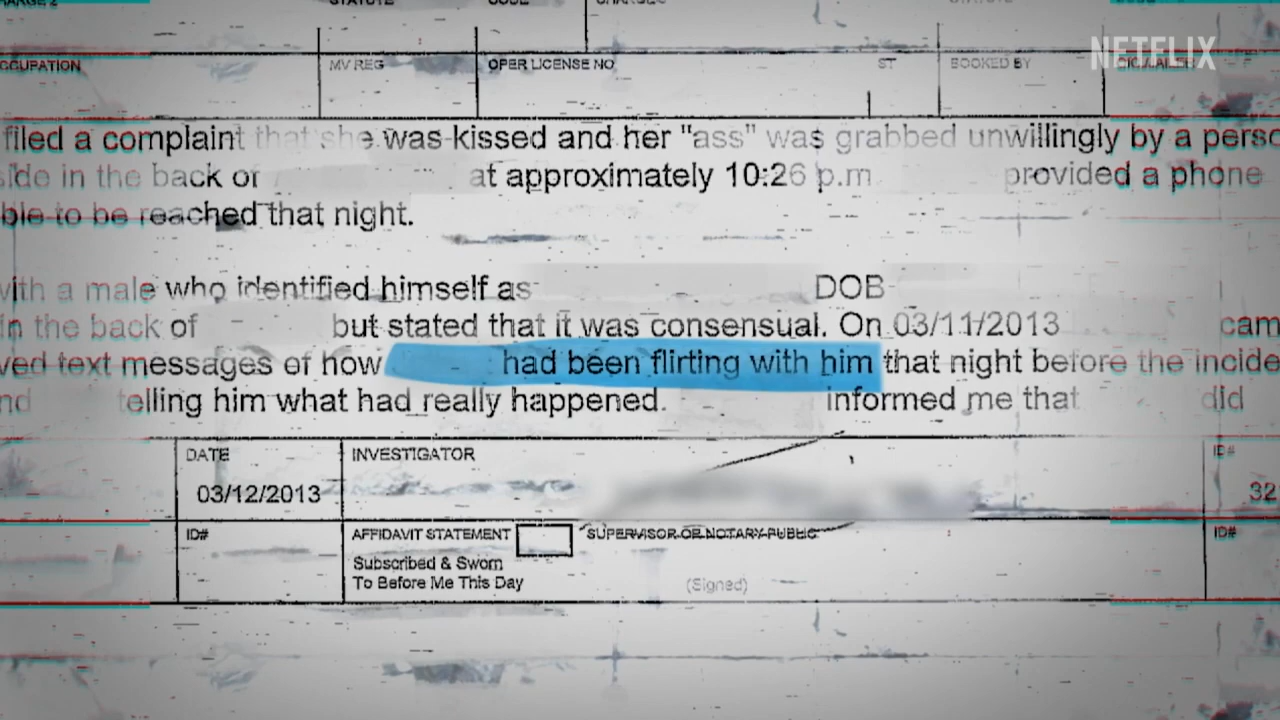 STATUTE
NETFLIX
CCUPATION MV REG OPER LICENSE NO ST BOOKED BY
filed a complaint that she was kissed and her "ass" was grabbed unwillingly by a perso
side in the back of at approximately 10:26 p.m provided a phone
ble to be reached that night.
with a male who identified himself as DOB
in the back of but stated that it was consensual. On 03/11/2013 cam
ved text messages of how had been flirting with him that night before the incide
nd telling him what had really happened. informed me that did
DATE INVESTIGATOR ID#
03/12/2013 32
ID# AFFIDAVIT STATEMENT SUPERVISOR OR NOTARY PUBLIC ID#
Subscribed & Sworn
To Before Me This Day (Signed)